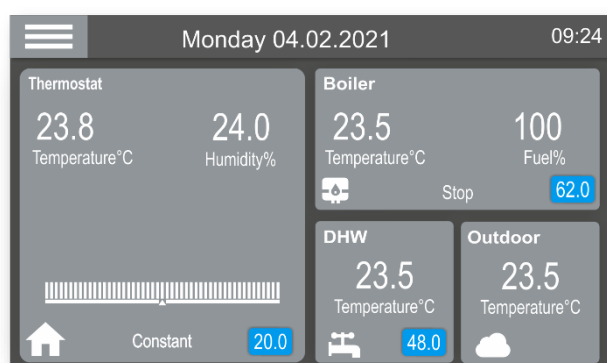 Monday 04.02.2021 09:24
Thermostat
23.8 24.0
Temperature°C Humidity%
Constant 20.0
Boiler
23.5 100
Temperature°C Fuel%
Stop 62.0
DHW
23.5
Temperature°C
48.0
Outdoor
23.5
Temperature°C